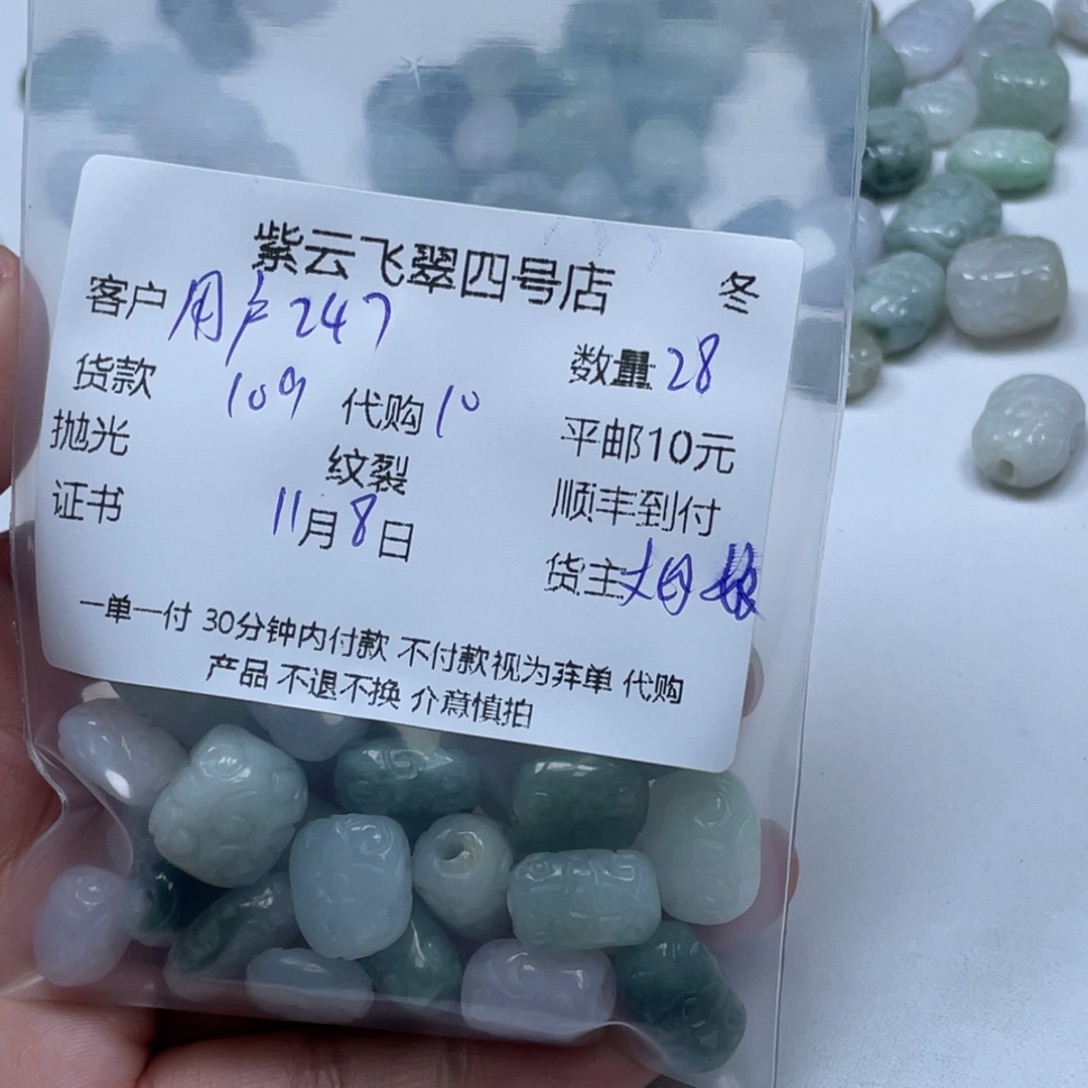 紫云飞翠四号店 冬
客户 用户247 数量 28
货款 109 代购 10 平邮10元
抛光 纹裂 顺丰到付
证书 11月8日 货主
一单一付 30分钟内付款 不付款视为弃单 代购
产品 不退不换 介意慎拍